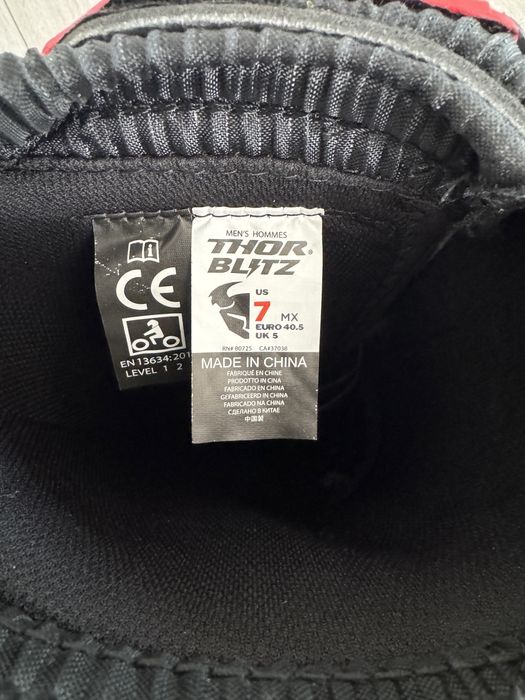 CE
EN 13634:201
LEVEL 1 2
MEN'S HOMMES
THOR®
BLITZ
US
7 MX
EURO 40.5
UK 5
RN# 80725 CA#37038
MADE IN CHINA
FABRIQUÉ EN CHINE
PRODOTTO IN CINA
FABRICADO EN CHINA
GEFABRICEERD IN CHINA
FABRICADO NA CHINA
СДЕЛАНО В КИТАЕ
中国製